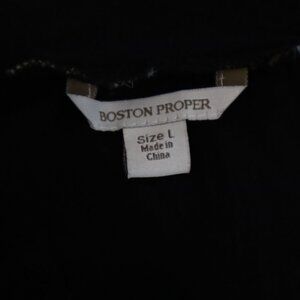 BOSTON PROPER
Size L
Made in
China